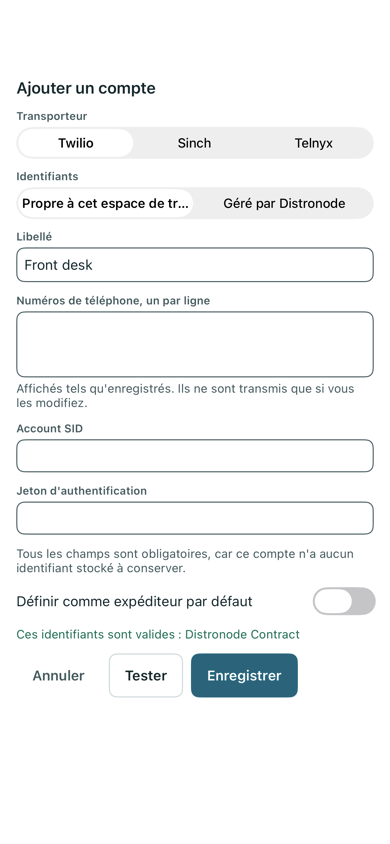 Ajouter un compte
Transporteur
Twilio
Sinch
Telnyx
Identifiants
Propre à cet espace de tr...
Géré par Distronode
Libellé
Front desk
Numéros de téléphone, un par ligne
Affichés tels qu'enregistrés. Ils ne sont transmis que si vous
les modifiez.
Account SID
Jeton d'authentification
Tous les champs sont obligatoires, car ce compte n'a aucun
identifiant stocké à conserver.
Définir comme expéditeur par défaut
Ces identifiants sont valides : Distronode Contract
Annuler
Tester
Enregistrer